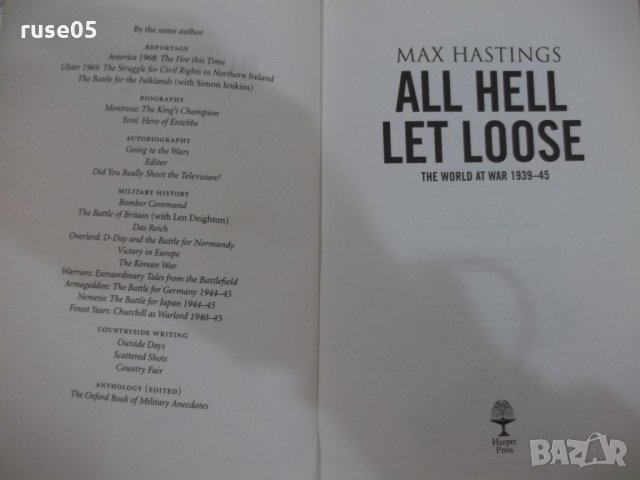 ruse05
By the same author
REPORTAGE
America 1968: The Fire this Time
Ulster 1969: The Struggle for Civil Rights in Northern Ireland
The Battle for the Falklands (with Simon Jenkins)
BIOGRAPHY
Montrose: The King's Champion
Yoni: Hero of Entebbe
AUTOBIOGRAPHY
Going to the Wars
Editor
Did You Really Shoot the Television?
MILITARY HISTORY
Bomber Command
The Battle of Britain (with Len Deighton)
Das Reich
Overlord: D-Day and the Battle for Normandy
Victory in Europe
The Korean War
Warriors: Extraordinary Tales from the Battlefield
Armageddon: The Battle for Germany 1944–45
Nemesis: The Battle for Japan 1944–45
Finest Years: Churchill as Warlord 1940–45
COUNTRYSIDE WRITING
Outside Days
Scattered Shots
Country Fair
ANTHOLOGY (EDITED)
The Oxford Book of Military Anecdotes
MAX HASTINGS
ALL HELL
LET LOOSE
THE WORLD AT WAR 1939–45
Harper
Press
BAZAR